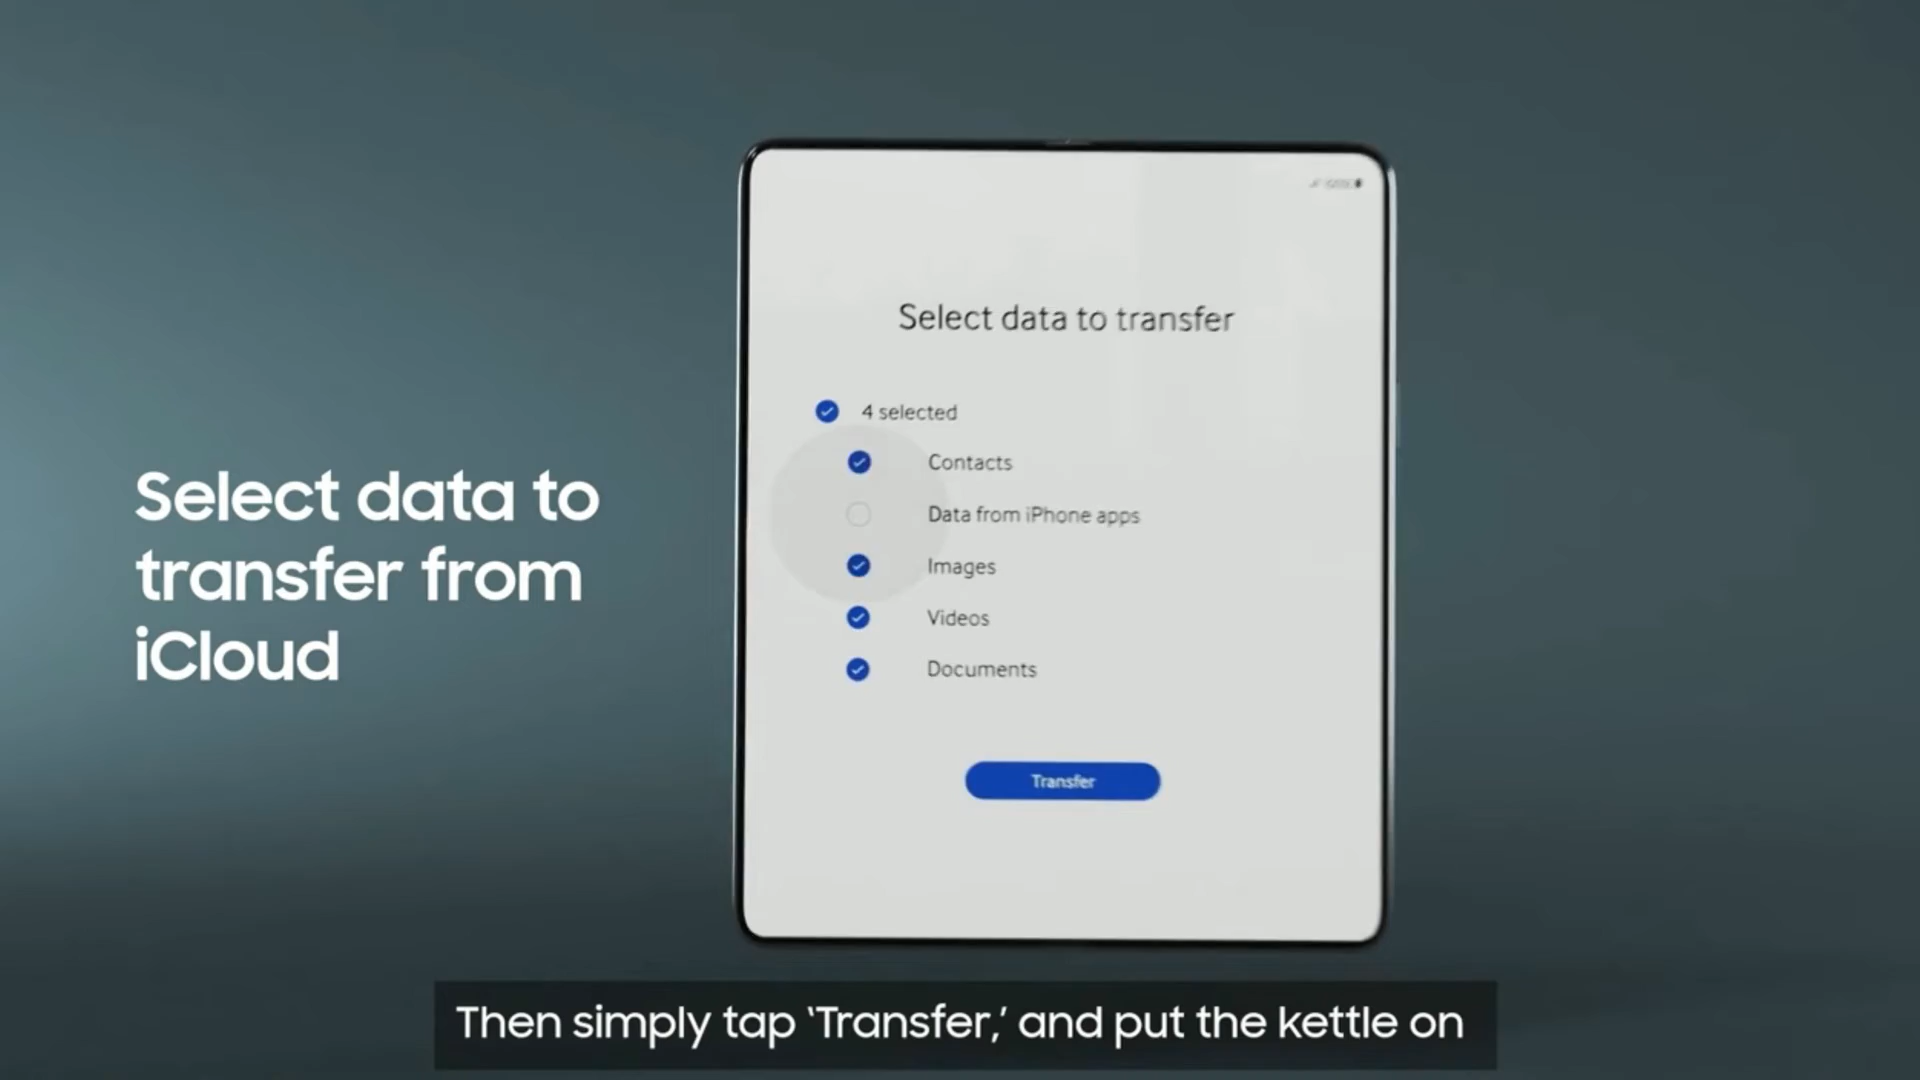 Select data to
transfer from
iCloud
Select data to transfer
4 selected
Contacts
Data from iPhone apps
Images
Videos
Documents
Transfer
Then simply tap ‘Transfer,’ and put the kettle on